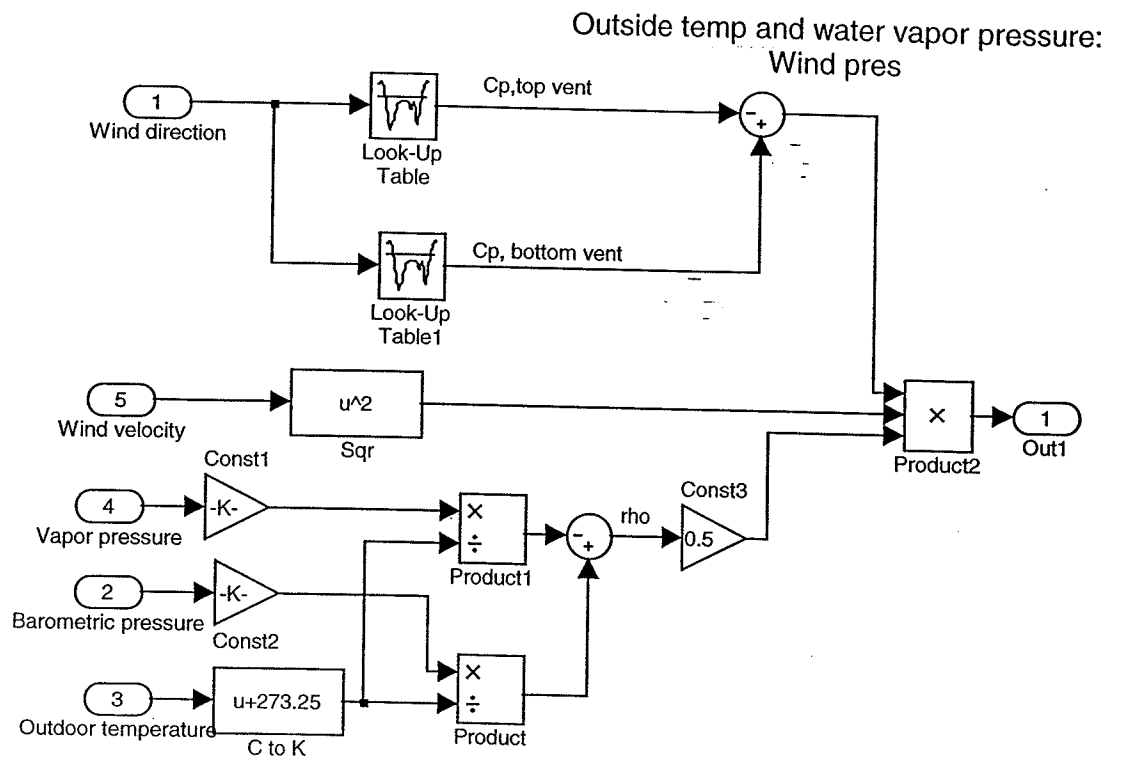 Outside temp and water vapor pressure:
Wind pres
1
Wind direction
Look-Up
Table
Cp,top vent
-
+
Look-Up
Table1
Cp, bottom vent
5
Wind velocity
u^2
Sqr
×
Product2
1
Out1
Const1
4
Vapor pressure
-K-
×
÷
Product1
-
+
rho
Const3
0.5
2
Barometric pressure
-K-
Const2
3
Outdoor temperature
u+273.25
C to K
×
÷
Product